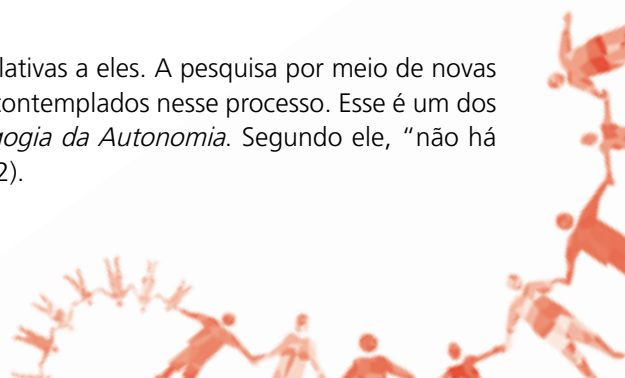 lativas a eles. A pesquisa por meio de novas
contemplados nesse processo. Esse é um dos
gogia da Autonomia. Segundo ele, “não há
2).